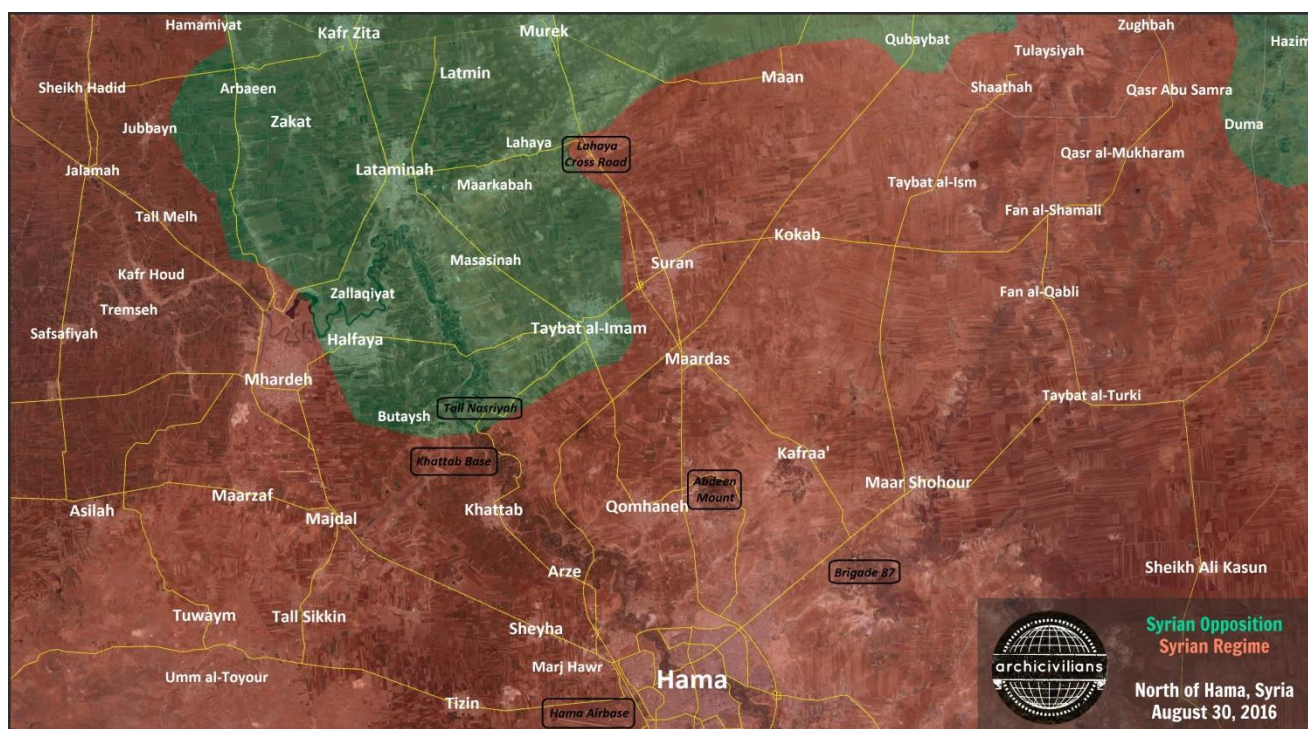 Hamamiyat
Kafr Zita
Murek
Qubaybat
Zughbah
Tulaysiyah
Hazim
Latmin
Maan
Sheikh Hadid
Arbaeen
Shaathah
Qasr Abu Samra
Jubbayn
Zakat
Duma
Lahaya
Lahaya
Cross Road
Qasr al-Mukharam
Jalamah
Lataminah
Maarkabah
Taybat al-Ism
Tall Melh
Fan al-Shamali
Kokab
Masasinah
Suran
Kafr Houd
Zallaqiyat
Fan al-Qabli
Tremseh
Safsafiyah
Halfaya
Taybat al-Imam
Maardas
Mhardeh
Taybat al-Turki
Butaysh
Tall Nasriyah
Khattab Base
Kafraa'
Abdeen
Mount
Maar Shohour
Maarzaf
Asilah
Majdal
Khattab
Qomhaneh
Arze
Brigade 87
Sheikh Ali Kasun
Tuwaym
Tall Sikkin
Sheyha
Marj Hawr
Umm al-Toyour
Hama
Tizin
Hama Airbase
archicivilians
Syrian Opposition
Syrian Regime
North of Hama, Syria
August 30, 2016